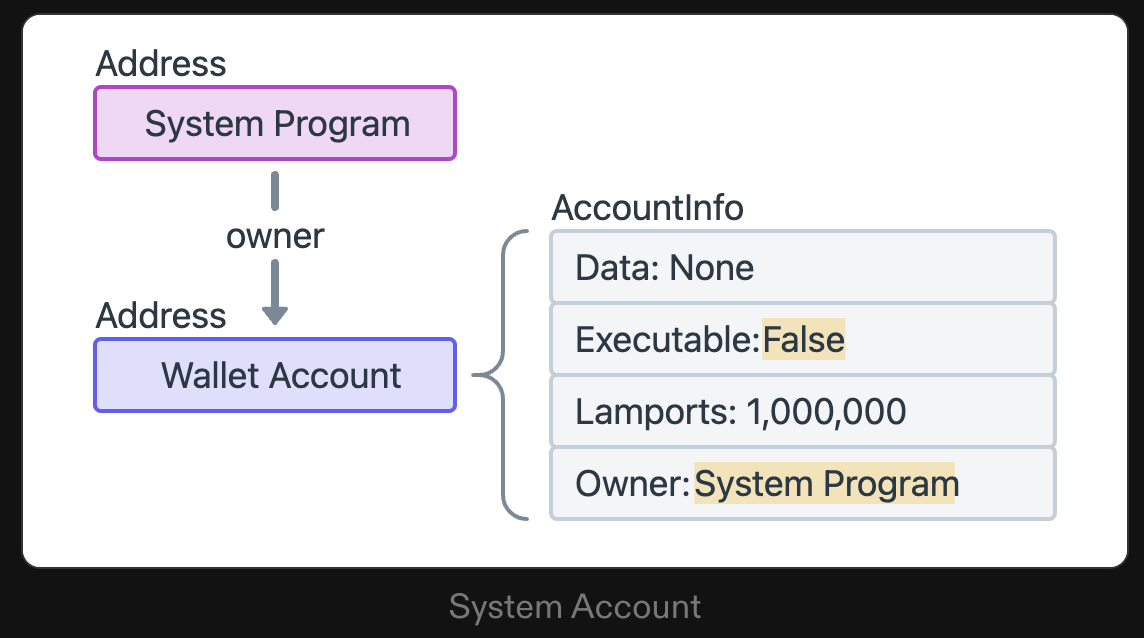 Address
System Program
owner
Address
Wallet Account
AccountInfo
Data: None
Executable:False
Lamports: 1,000,000
Owner:System Program
System Account